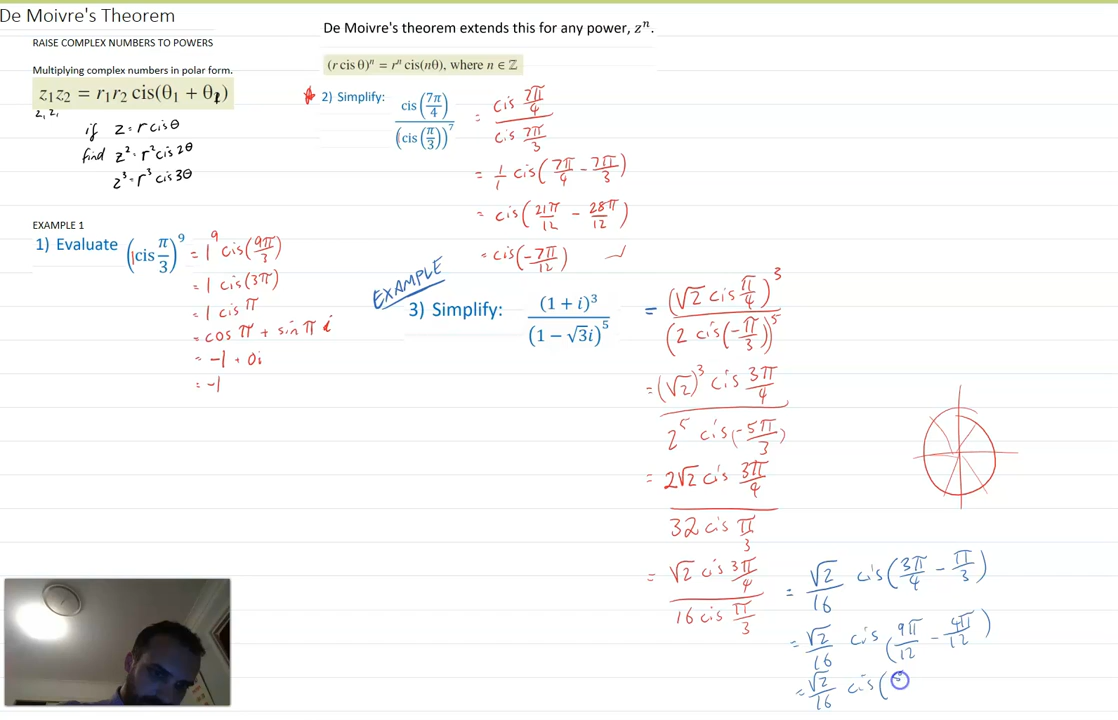 De Moivre's Theorem
RAISE COMPLEX NUMBERS TO POWERS
Multiplying complex numbers in polar form.
z₁z₂ = r₁r₂ cis(θ₁ + θ₂)
z₁ z₁
if z = r cis θ
find z² = r² cis 2θ
z³ = r³ cis 3θ
EXAMPLE 1
1) Evaluate (1cis π/3)⁹ = 1⁹ cis(9π/3)
= 1 cis(3π)
= 1 cis π
= cos π + sin π i
= -1 + 0i
= -1
De Moivre's theorem extends this for any power, zⁿ.
(r cis θ)ⁿ = rⁿ cis(nθ), where n ∈ ℤ
2) Simplify: cis(7π/4) / (cis(π/3))⁷ = cis 7π/4 / cis 7π/3
= 1/1 cis(7π/4 - 7π/3)
= cis(21π/12 - 28π/12)
= cis(-7π/12)
EXAMPLE
3) Simplify: (1 + i)³ / (1 − √3i)⁵ = (√2 cis π/4)³ / (2 cis(-π/3))⁵
= (√2)³ cis 3π/4 / 2⁵ cis(-5π/3)
= 2√2 cis 3π/4 / 32 cis π/3
= √2 cis 3π/4 / 16 cis π/3
= √2/16 cis(3π/4 - π/3)
= √2/16 cis(9π/12 - 4π/12)
= √2/16 cis(